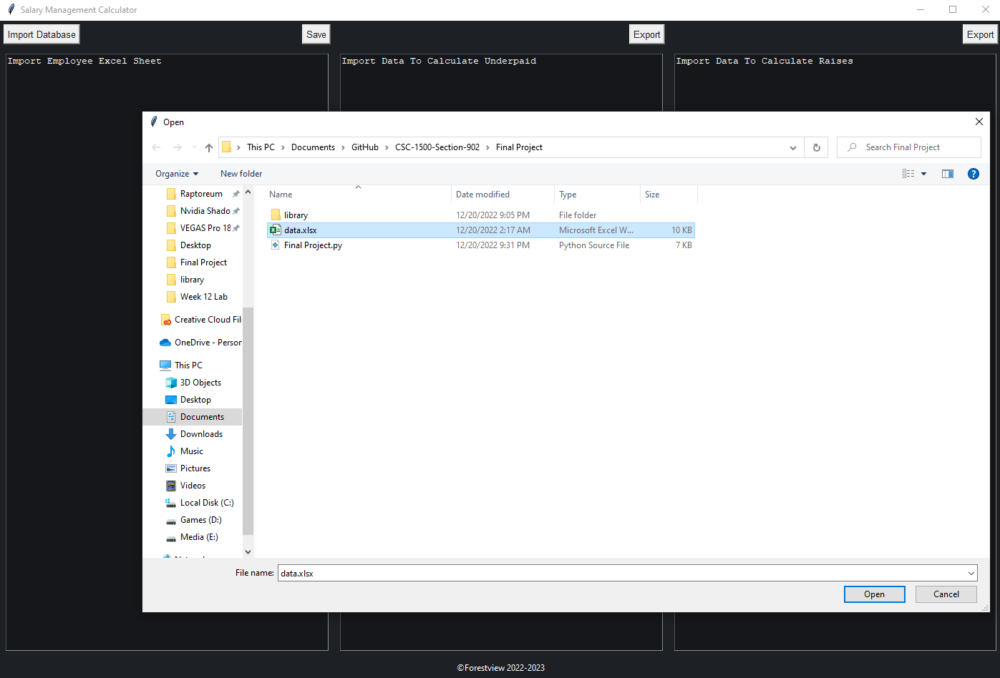 Salary Management Calculator
Import Database Save Export Export
Import Employee Excel Sheet
Import Data To Calculate Underpaid
Import Data To Calculate Raises
Open
This PC > Documents > GitHub > CSC-1500-Section-902 > Final Project
Search Final Project
Organize New folder
Raptoreum
Nvidia Shado
VEGAS Pro 18
Desktop
Final Project
library
Week 12 Lab
Creative Cloud Fil
OneDrive - Person
This PC
3D Objects
Desktop
Documents
Downloads
Music
Pictures
Videos
Local Disk (C:)
Games (D:)
Media (E:)
Name Date modified Type Size
library 12/20/2022 9:05 PM File folder
data.xlsx 12/20/2022 2:17 AM Microsoft Excel W... 10 KB
Final Project.py 12/20/2022 9:31 PM Python Source File 7 KB
File name: data.xlsx
Open Cancel
©Forestview 2022-2023